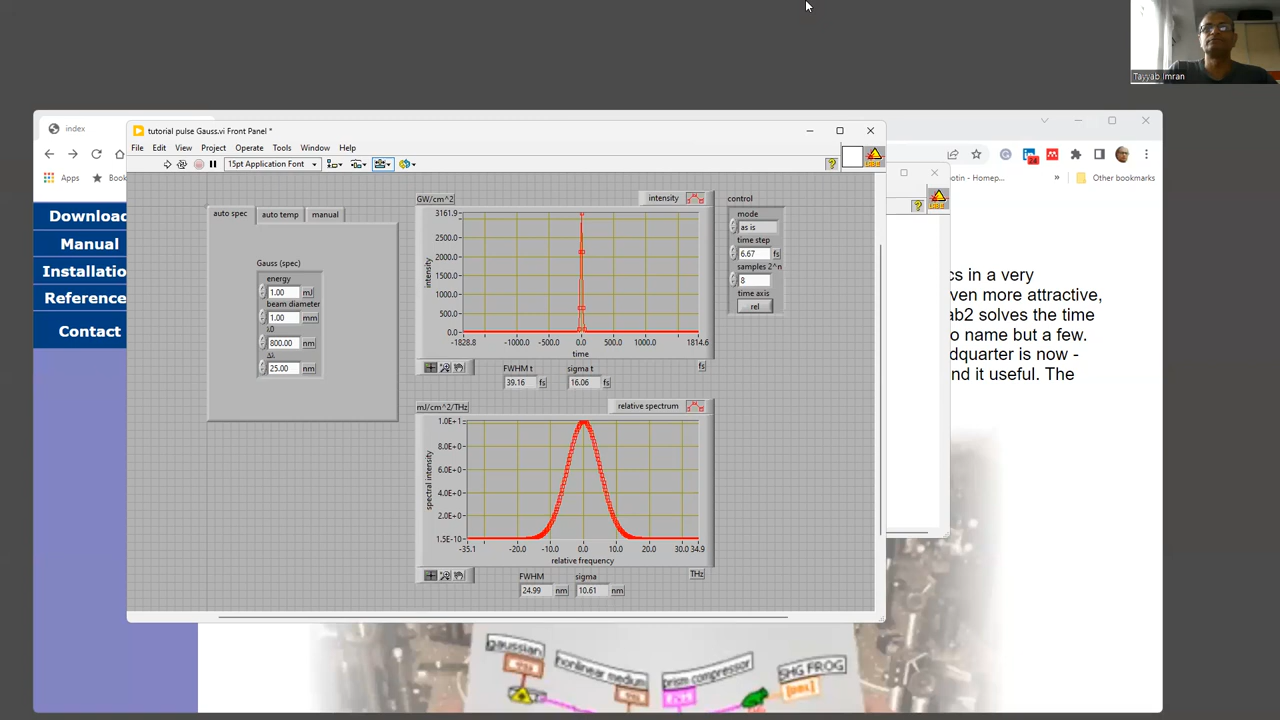 Tayyab Imran
index
Apps
Book
otin - Homep...
»
Other bookmarks
24
Download
Manual
Installatio
Reference
Contact
cs in a very
ven more attractive,
ab2 solves the time
o name but a few.
dquarter is now -
nd it useful. The
tutorial pulse Gauss.vi Front Panel *
File Edit View Project Operate Tools Window Help
15pt Application Font
auto spec auto temp manual
Gauss (spec)
energy
1.00 mJ
beam diameter
1.00 mm
λ0
800.00 nm
Δλ
25.00 nm
GW/cm^2
intensity
3161.9
2500.0
2000.0
1500.0
1000.0
500.0
0.0
intensity
-1828.8 -1000.0 -500.0 0.0 500.0 1000.0 1814.6
time
fs
FWHM t sigma t
39.16 fs 16.06 fs
control
mode
as is
time step
6.67 fs
samples 2^n
8
time axis
rel
mJ/cm^2/THz
relative spectrum
1.0E+1
8.0E+0
6.0E+0
4.0E+0
2.0E+0
1.5E-10
spectral intensity
-35.1 -20.0 -10.0 0.0 10.0 20.0 30.0 34.9
relative frequency
THz
FWHM sigma
24.99 nm 10.61 nm
gaussian
nonlinear medium
prism compressor
SHG FROG